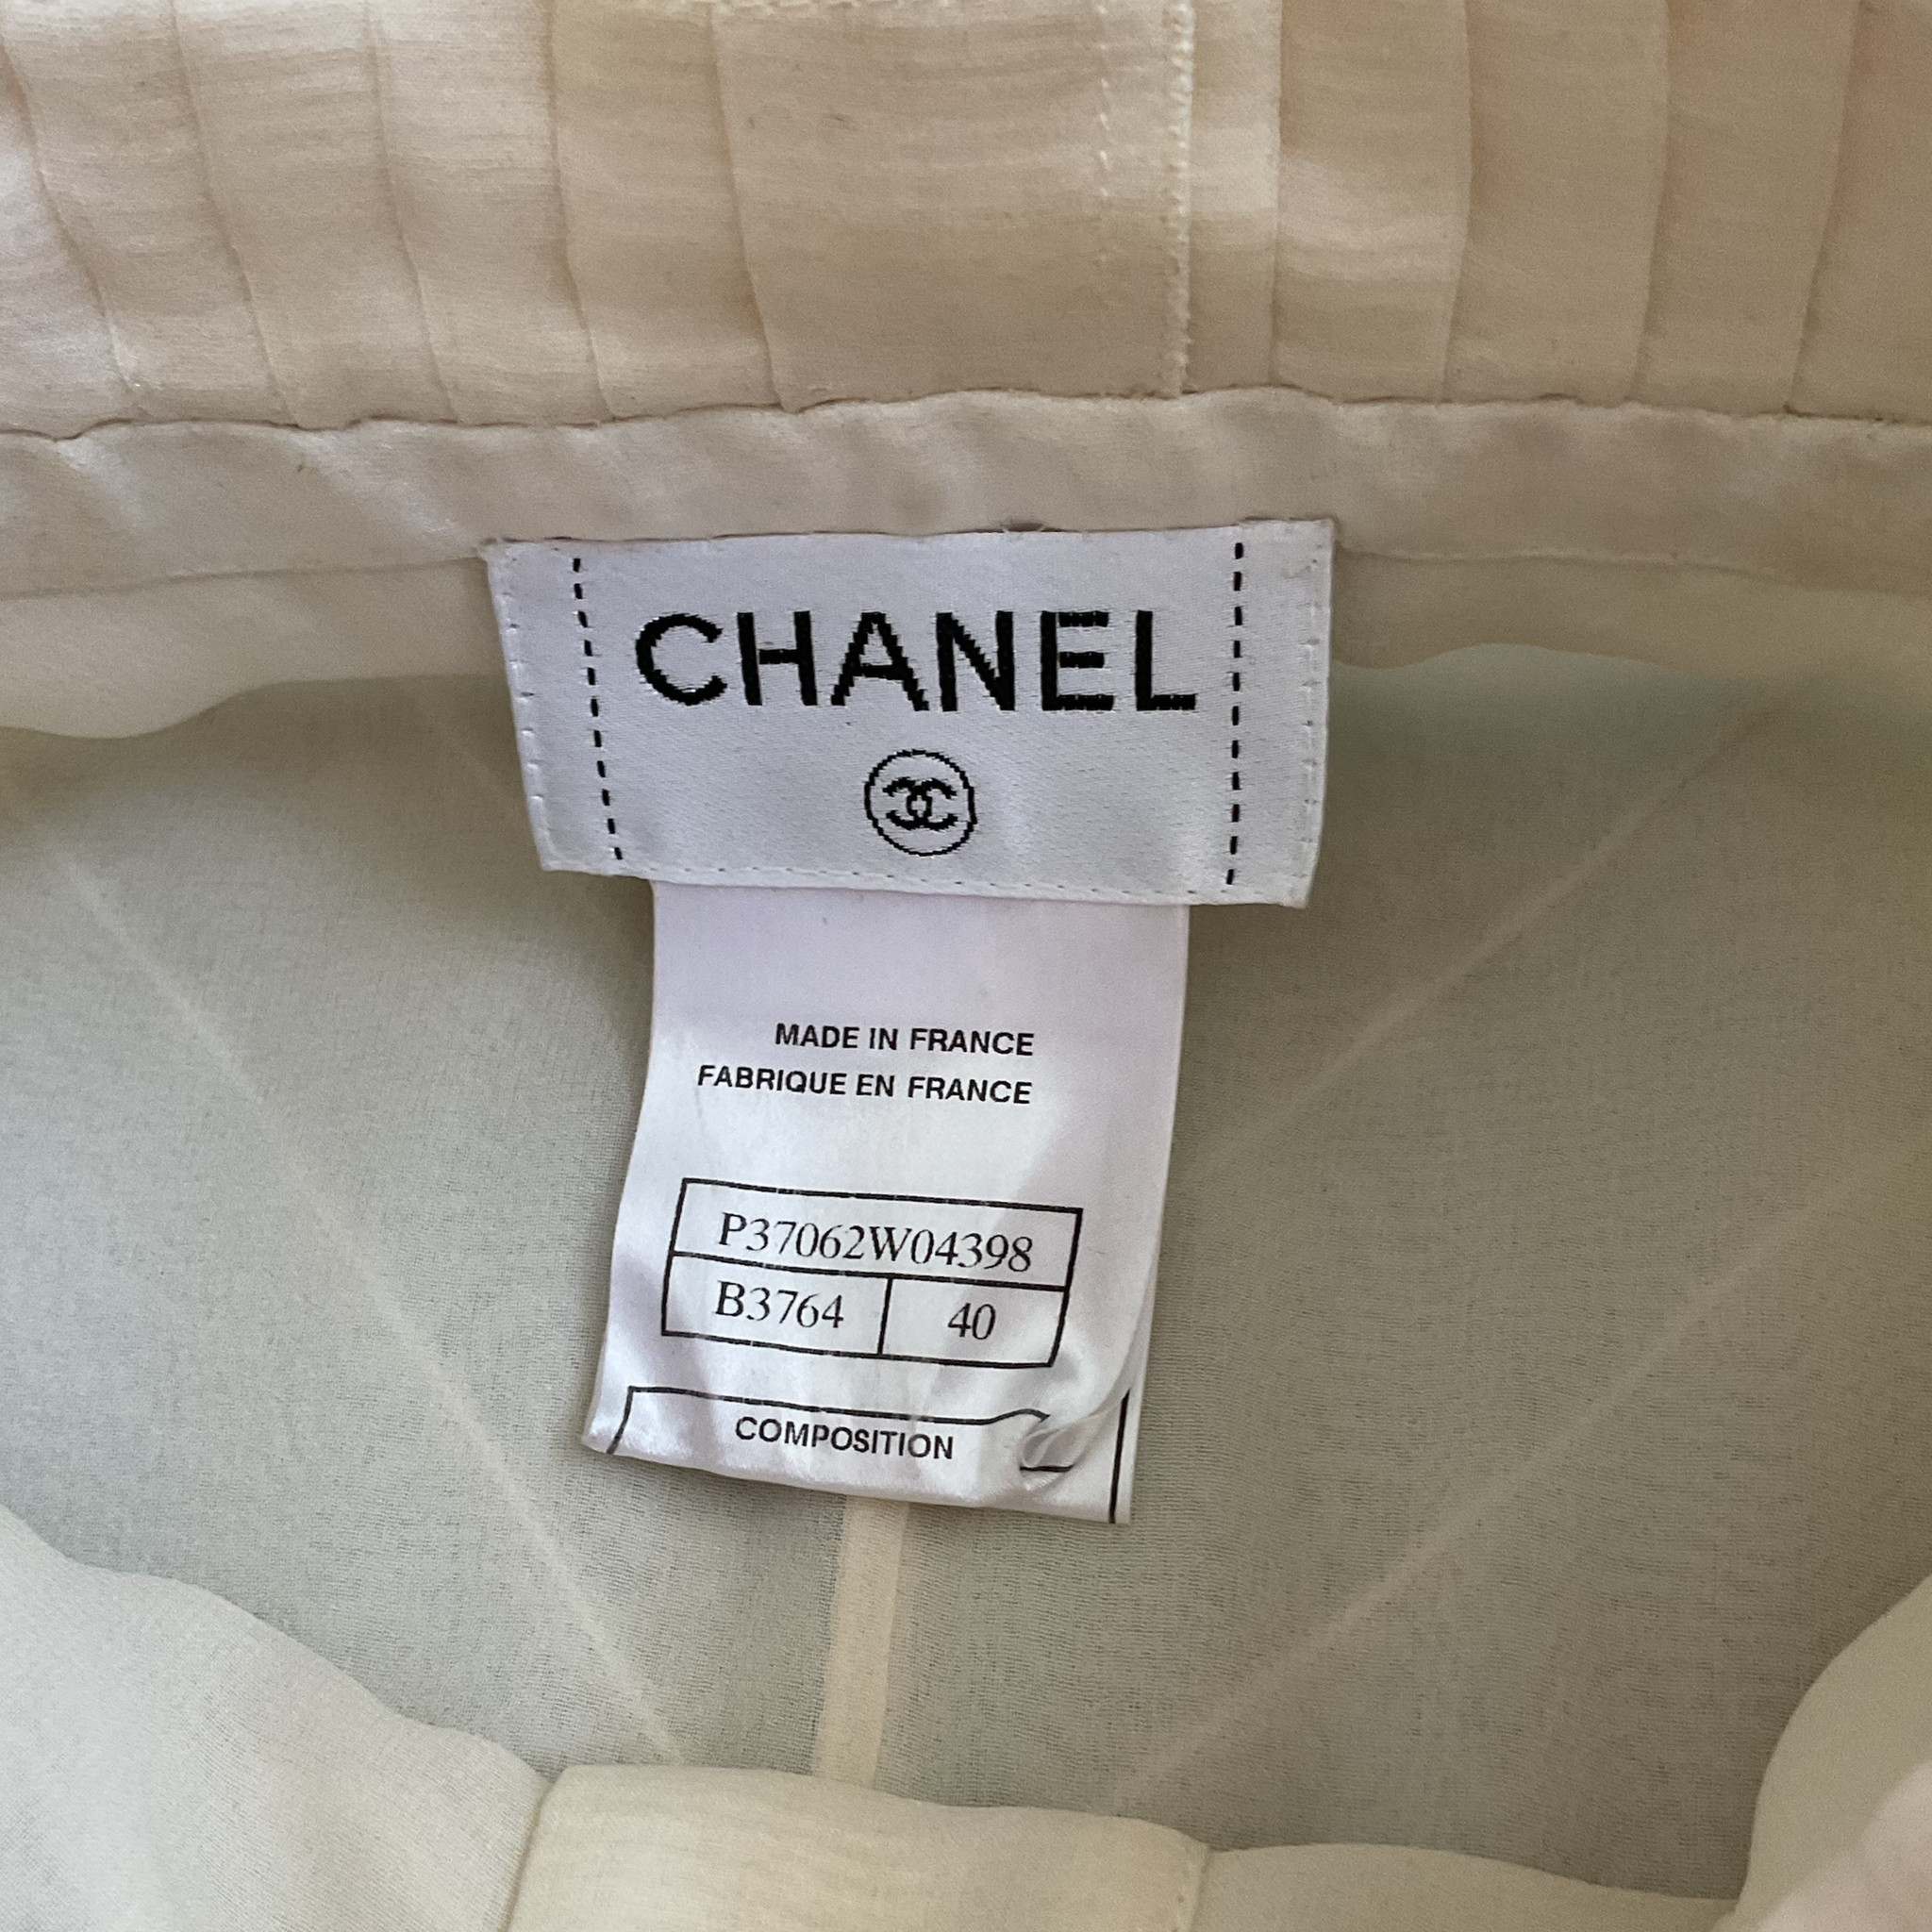 CHANEL
MADE IN FRANCE
FABRIQUE EN FRANCE
P37062W04398
B3764 40
COMPOSITION